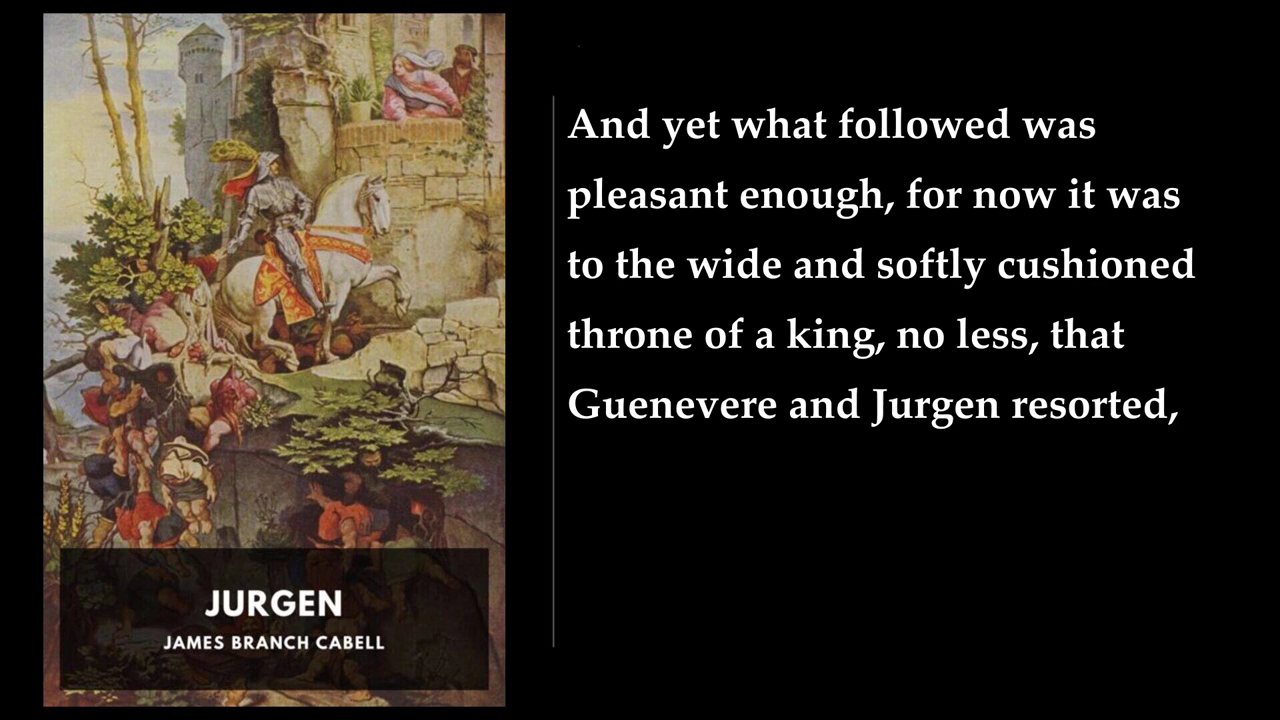 JURGEN
JAMES BRANCH CABELL
And yet what followed was
pleasant enough, for now it was
to the wide and softly cushioned
throne of a king, no less, that
Guenevere and Jurgen resorted,